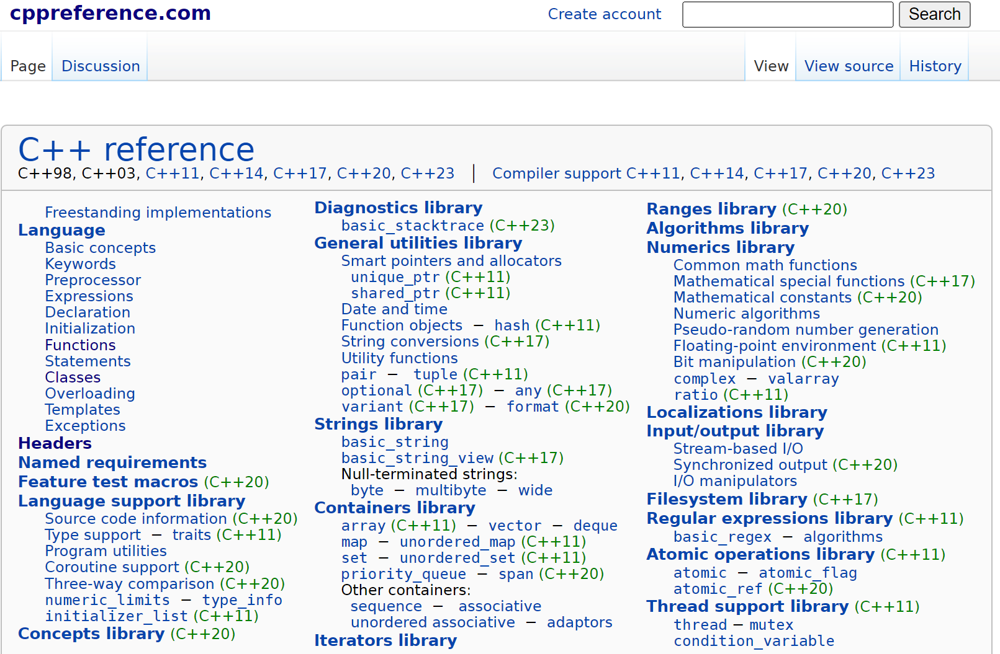 cppreference.com
Create account
Search
Page
Discussion
View
View source
History
C++ reference
C++98, C++03, C++11, C++14, C++17, C++20, C++23 | Compiler support C++11, C++14, C++17, C++20, C++23
Freestanding implementations
Language
Basic concepts
Keywords
Preprocessor
Expressions
Declaration
Initialization
Functions
Statements
Classes
Overloading
Templates
Exceptions
Headers
Named requirements
Feature test macros (C++20)
Language support library
Source code information (C++20)
Type support − traits (C++11)
Program utilities
Coroutine support (C++20)
Three-way comparison (C++20)
numeric_limits − type_info
initializer_list (C++11)
Concepts library (C++20)
Diagnostics library
basic_stacktrace (C++23)
General utilities library
Smart pointers and allocators
unique_ptr (C++11)
shared_ptr (C++11)
Date and time
Function objects − hash (C++11)
String conversions (C++17)
Utility functions
pair − tuple (C++11)
optional (C++17) − any (C++17)
variant (C++17) − format (C++20)
Strings library
basic_string
basic_string_view (C++17)
Null-terminated strings:
byte − multibyte − wide
Containers library
array (C++11) − vector − deque
map − unordered_map (C++11)
set − unordered_set (C++11)
priority_queue − span (C++20)
Other containers:
sequence − associative
unordered associative − adaptors
Iterators library
Ranges library (C++20)
Algorithms library
Numerics library
Common math functions
Mathematical special functions (C++17)
Mathematical constants (C++20)
Numeric algorithms
Pseudo-random number generation
Floating-point environment (C++11)
Bit manipulation (C++20)
complex − valarray
ratio (C++11)
Localizations library
Input/output library
Stream-based I/O
Synchronized output (C++20)
I/O manipulators
Filesystem library (C++17)
Regular expressions library (C++11)
basic_regex − algorithms
Atomic operations library (C++11)
atomic − atomic_flag
atomic_ref (C++20)
Thread support library (C++11)
thread − mutex
condition_variable